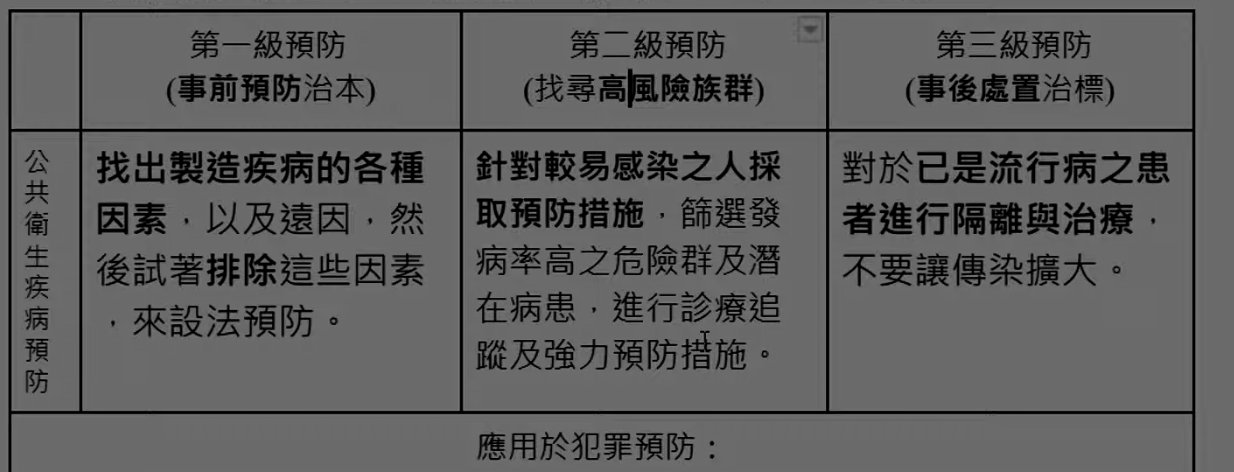 第一級預防
(事前預防治本)
第二級預防
(找尋高風險族群)
第三級預防
(事後處置治標)
公共衛生疾病預防
找出製造疾病的各種
因素，以及遠因，然
後試著排除這些因素
，來設法預防。
針對較易感染之人採
取預防措施，篩選發
病率高之危險群及潛
在病患，進行診療追
蹤及強力預防措施。
對於已是流行病之患
者進行隔離與治療，
不要讓傳染擴大。
應用於犯罪預防：